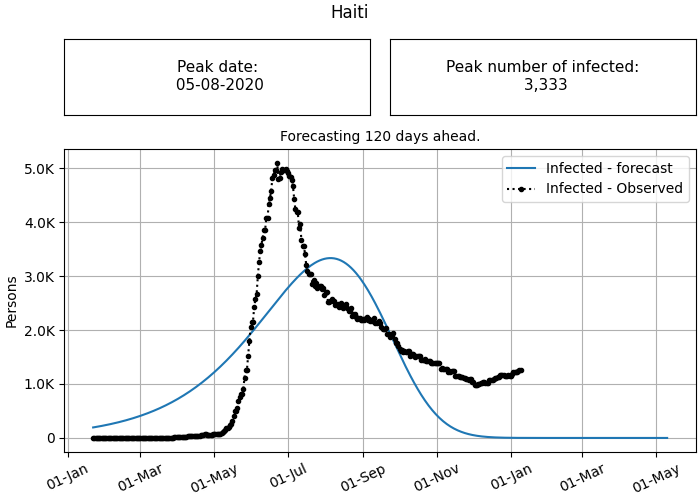 Haiti
Peak date:
05-08-2020
Peak number of infected:
3,333
Forecasting 120 days ahead.
Infected - forecast
Infected - Observed
Persons
5.0K
4.0K
3.0K
2.0K
1.0K
0
01-Jan
01-Mar
01-May
01-Jul
01-Sep
01-Nov
01-Jan
01-Mar
01-May